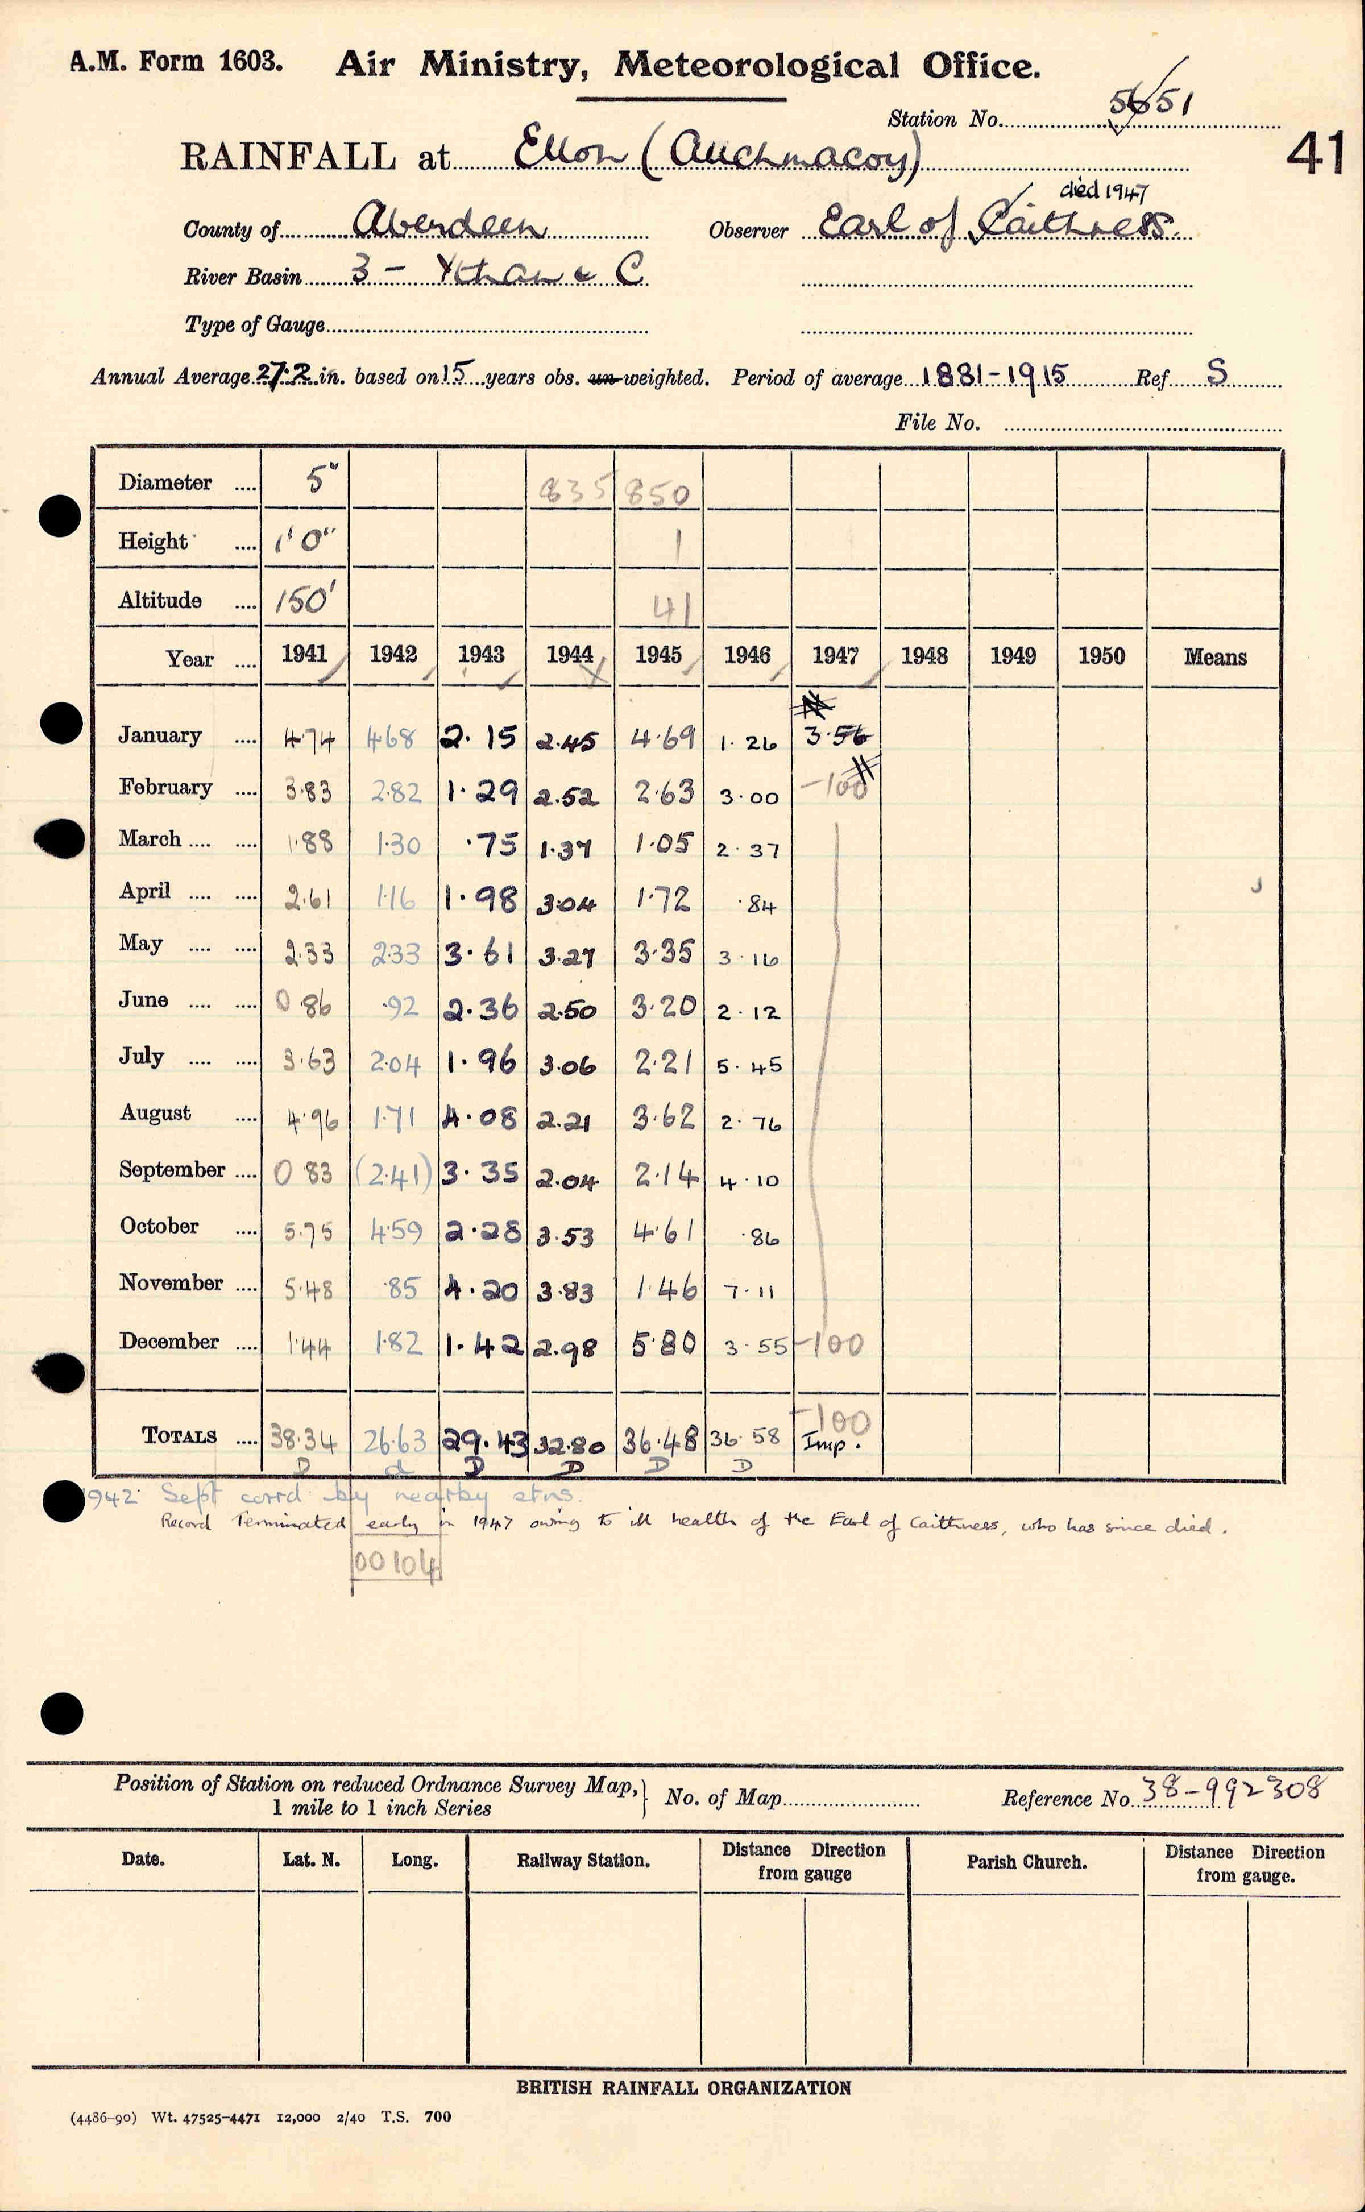 A.M. Form 1603. Air Ministry, Meteorological Office.
Station No. 5651
RAINFALL at Ellon (Auchmacoy)
41
died 1947
County of Aberdeen Observer Earl of Caithness.
River Basin 3 – Ythan & C
Type of Gauge
Annual Average 27.2 in. based on 15 years obs. un-weighted. Period of average 1881-1915 Ref S
File No.
Diameter .... 5" 835 850
Height .... 1' 0" 1
Altitude .... 150' 41
Year .... 1941 1942 1943 1944 1945 1946 1947 1948 1949 1950 Means
January .... 4.74 4.68 2.15 2.45 4.69 1.26 3.56
February .... 3.83 2.82 1.29 2.52 2.63 3.00 -100
March .... .... 1.88 1.30 .75 1.37 1.05 2.37
April .... .... 2.61 1.16 1.98 3.04 1.72 .84
May .... .... 2.33 2.33 3.61 3.27 3.35 3.16
June .... .... 0 86 .92 2.36 2.50 3.20 2.12
July .... .... 3.63 2.04 1.96 3.06 2.21 5.45
August .... 4.96 1.71 4.08 2.21 3.62 2.76
September .... 0 83 (2.41) 3.35 2.04 2.14 4.10
October .... 5.75 4.59 2.28 3.53 4.61 .86
November .... 5.48 .85 4.20 3.83 1.46 7.11
December .... 1.44 1.82 1.42 2.98 5.80 3.55 -100
-100
TOTALS .... 38.34 26.63 29.43 32.80 36.48 36.58 Imp.
D d D D D D
1942 Sept corrd by nearby stns.
Record Terminated early in 1947 owing to ill health of the Earl of Caithness, who has since died.
00104
Position of Station on reduced Ordnance Survey Map, 1 mile to 1 inch Series } No. of Map Reference No. 38-992308
Date. Lat. N. Long. Railway Station. Distance Direction from gauge Parish Church. Distance Direction from gauge.
BRITISH RAINFALL ORGANIZATION
(4486-90) Wt. 47525-4471 12,000 2/40 T.S. 700